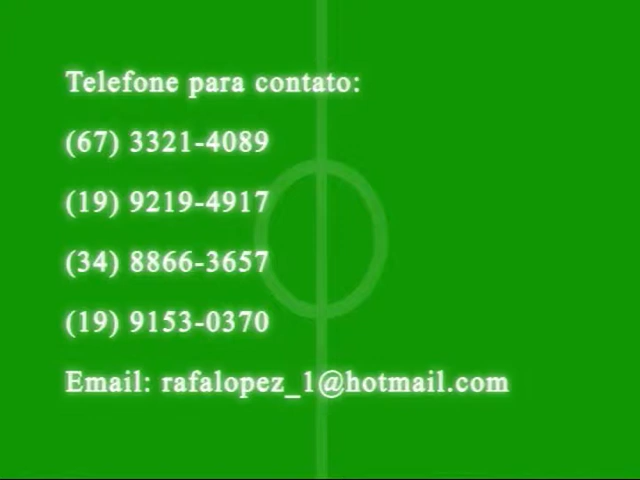 Telefone para contato:
(67) 3321-4089
(19) 9219-4917
(34) 8866-3657
(19) 9153-0370
Email: rafalopez_1@hotmail.com